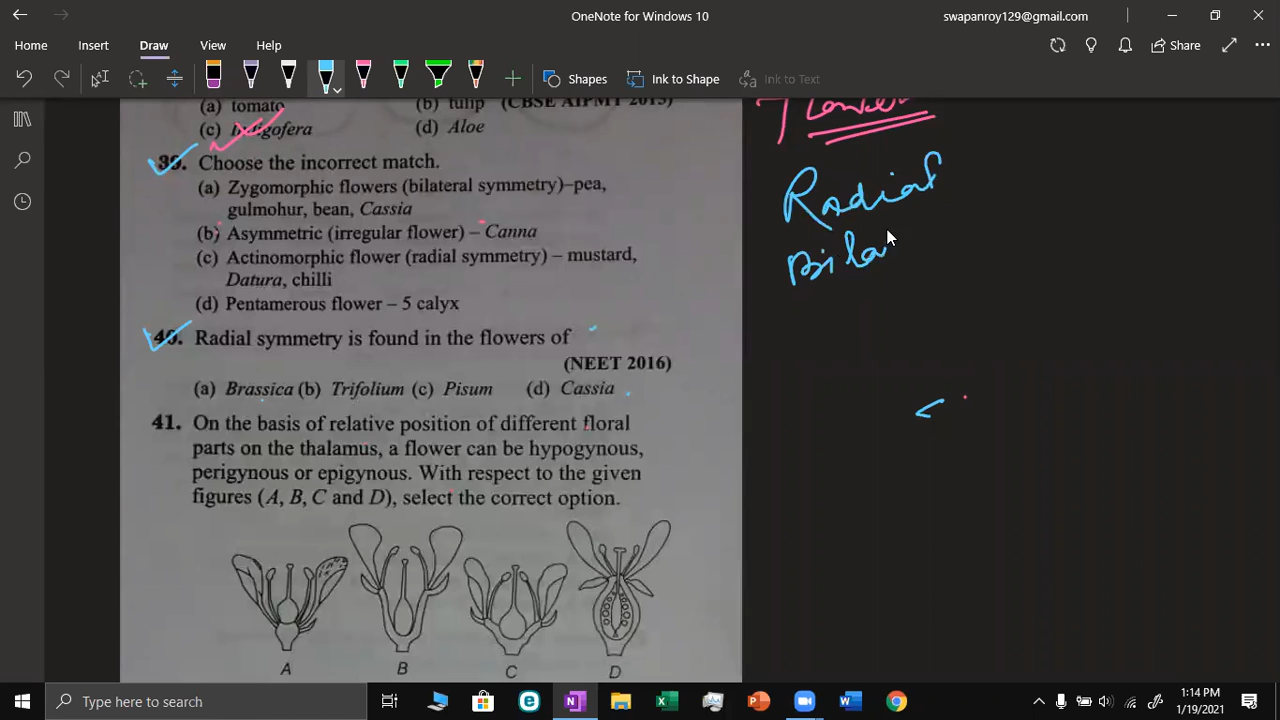 OneNote for Windows 10
swapanroy129@gmail.com
Home Insert Draw View Help
Share
Shapes
Ink to Shape
Ink to Text
(a) tomato (b) tulip (CBSE AIPMT 2013)
(c) Indigofera (d) Aloe
39. Choose the incorrect match.
(a) Zygomorphic flowers (bilateral symmetry)–pea,
gulmohur, bean, Cassia
(b) Asymmetric (irregular flower) – Canna
(c) Actinomorphic flower (radial symmetry) – mustard,
Datura, chilli
(d) Pentamerous flower – 5 calyx
40. Radial symmetry is found in the flowers of
(NEET 2016)
(a) Brassica (b) Trifolium (c) Pisum (d) Cassia
41. On the basis of relative position of different floral
parts on the thalamus, a flower can be hypogynous,
perigynous or epigynous. With respect to the given
figures (A, B, C and D), select the correct option.
A B C D
Radial
Bila
Type here to search
1:14 PM
1/19/2021